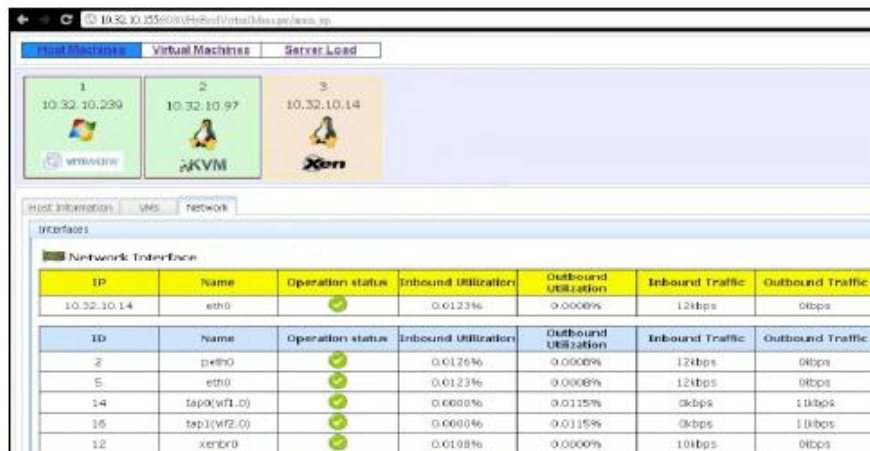 10.32.10.155:8080/HybridVirtualManager/main.jsp
Host Machines Virtual Machines Server Load
1 2 3
10.32.10.239 10.32.10.97 10.32.10.14
vmware KVM Xen
Host Information VMs Network
Interfaces
Network Interface
IP Name Operation status Inbound Utilization Outbound Utilization Inbound Traffic Outbound Traffic
10.32.10.14 eth0 0.0123% 0.0008% 12kbps 0kbps
ID Name Operation status Inbound Utilization Outbound Utilization Inbound Traffic Outbound Traffic
2 peth0 0.0126% 0.0008% 12kbps 0kbps
5 eth0 0.0123% 0.0008% 12kbps 0kbps
14 tap0(vif1.0) 0.0000% 0.0115% 0kbps 11kbps
16 tap1(vif2.0) 0.0000% 0.0115% 0kbps 11kbps
12 xenbr0 0.0108% 0.0000% 10kbps 0kbps